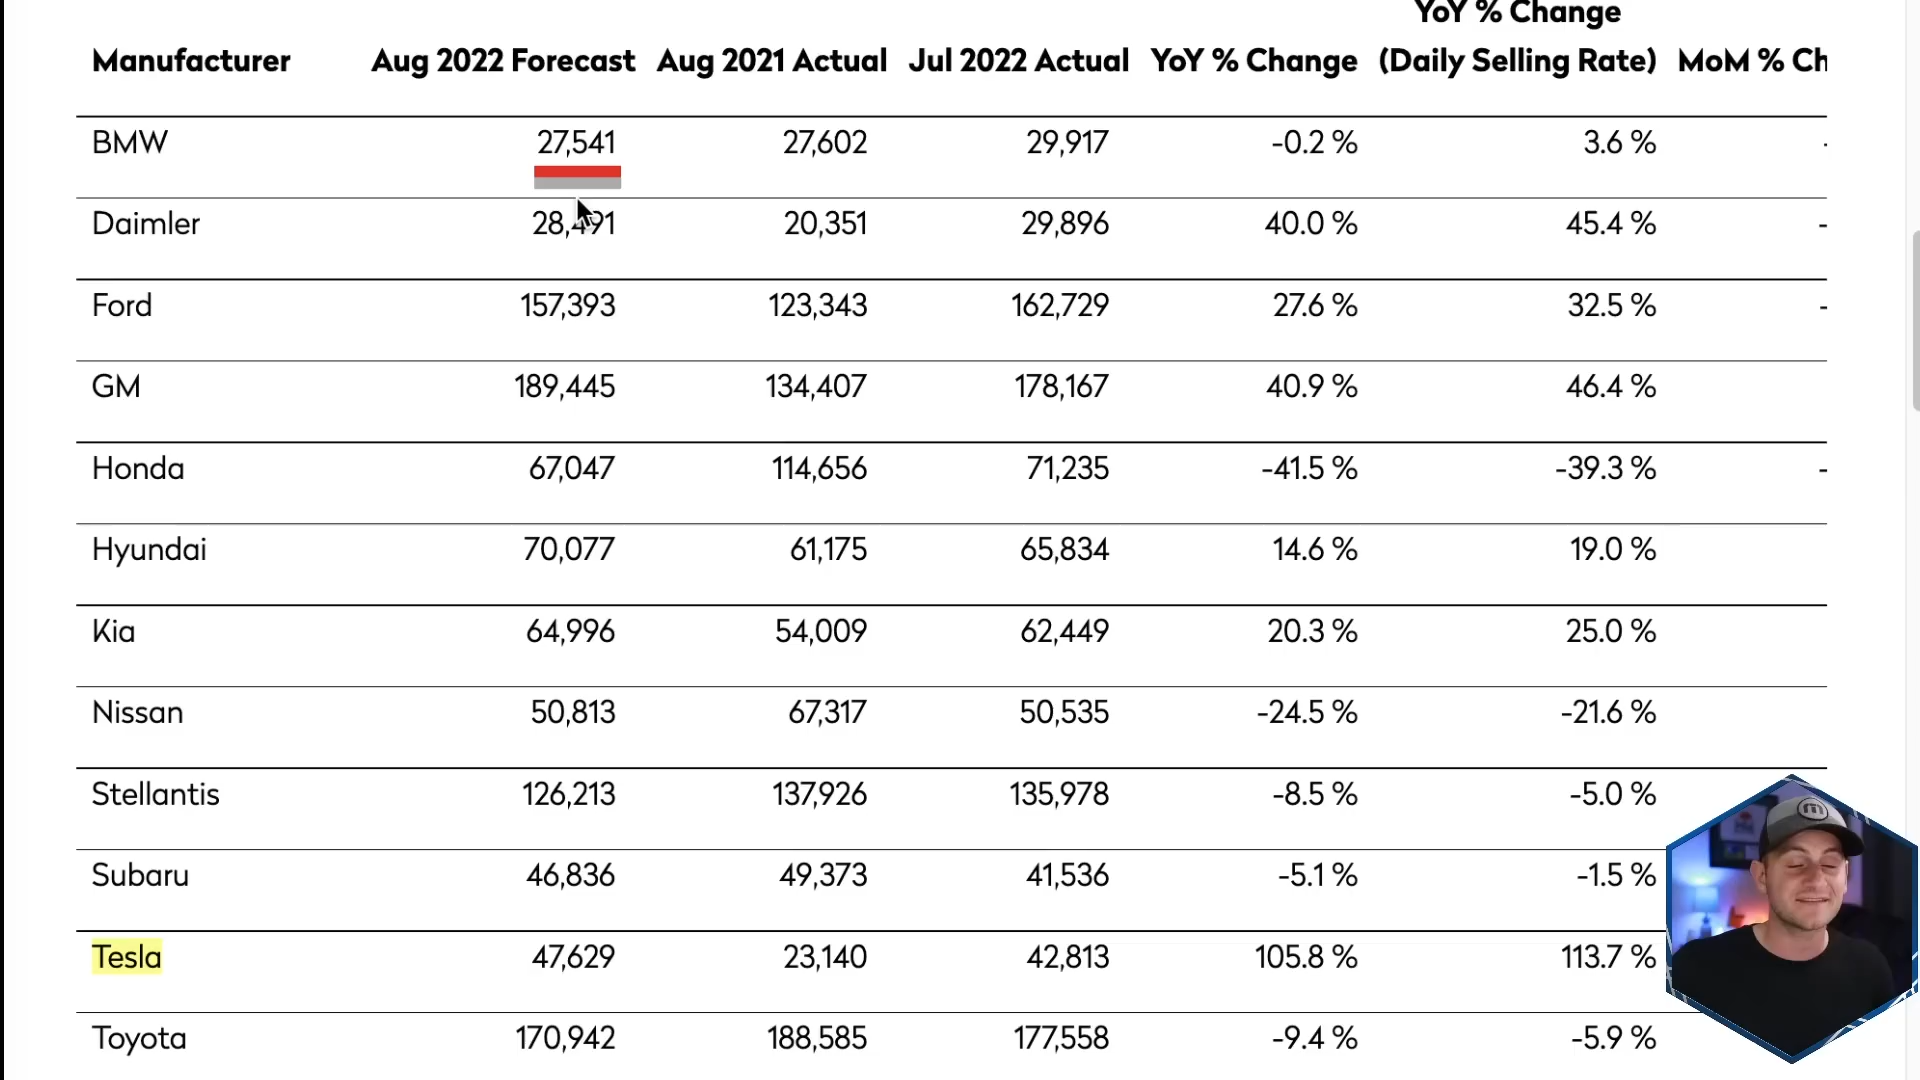 YoY % Change
Manufacturer Aug 2022 Forecast Aug 2021 Actual Jul 2022 Actual YoY % Change (Daily Selling Rate) MoM % Ch
BMW 27,541 27,602 29,917 -0.2 % 3.6 % -
Daimler 28,491 20,351 29,896 40.0 % 45.4 % -
Ford 157,393 123,343 162,729 27.6 % 32.5 % -
GM 189,445 134,407 178,167 40.9 % 46.4 %
Honda 67,047 114,656 71,235 -41.5 % -39.3 % -
Hyundai 70,077 61,175 65,834 14.6 % 19.0 %
Kia 64,996 54,009 62,449 20.3 % 25.0 %
Nissan 50,813 67,317 50,535 -24.5 % -21.6 %
Stellantis 126,213 137,926 135,978 -8.5 % -5.0 %
Subaru 46,836 49,373 41,536 -5.1 % -1.5 %
Tesla 47,629 23,140 42,813 105.8 % 113.7 %
Toyota 170,942 188,585 177,558 -9.4 % -5.9 %